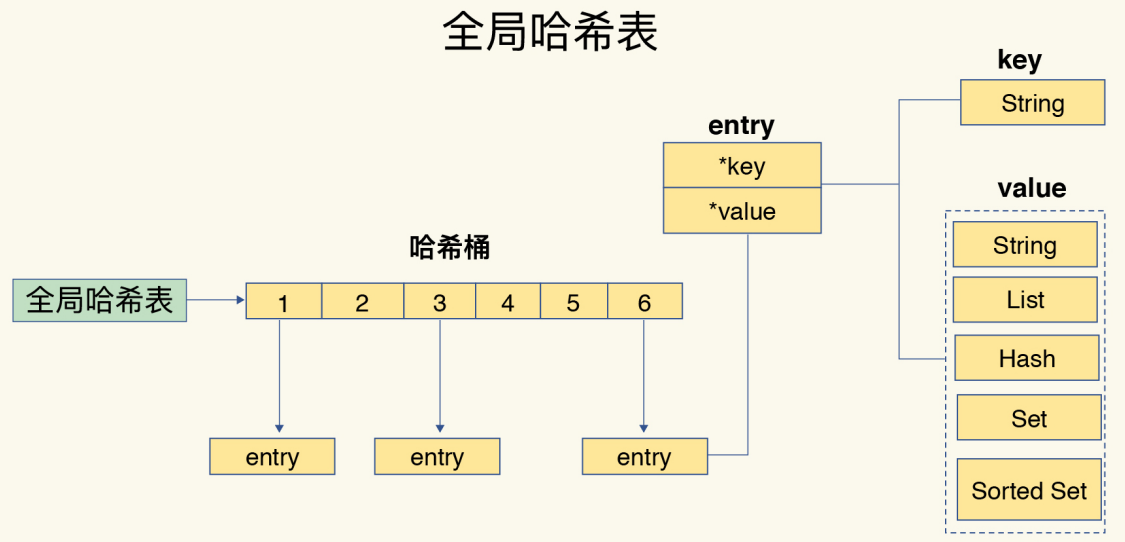 全局哈希表
key
String
entry
*key
*value
value
String
List
Hash
Set
Sorted Set
哈希桶
全局哈希表
1 2 3 4 5 6
entry entry entry